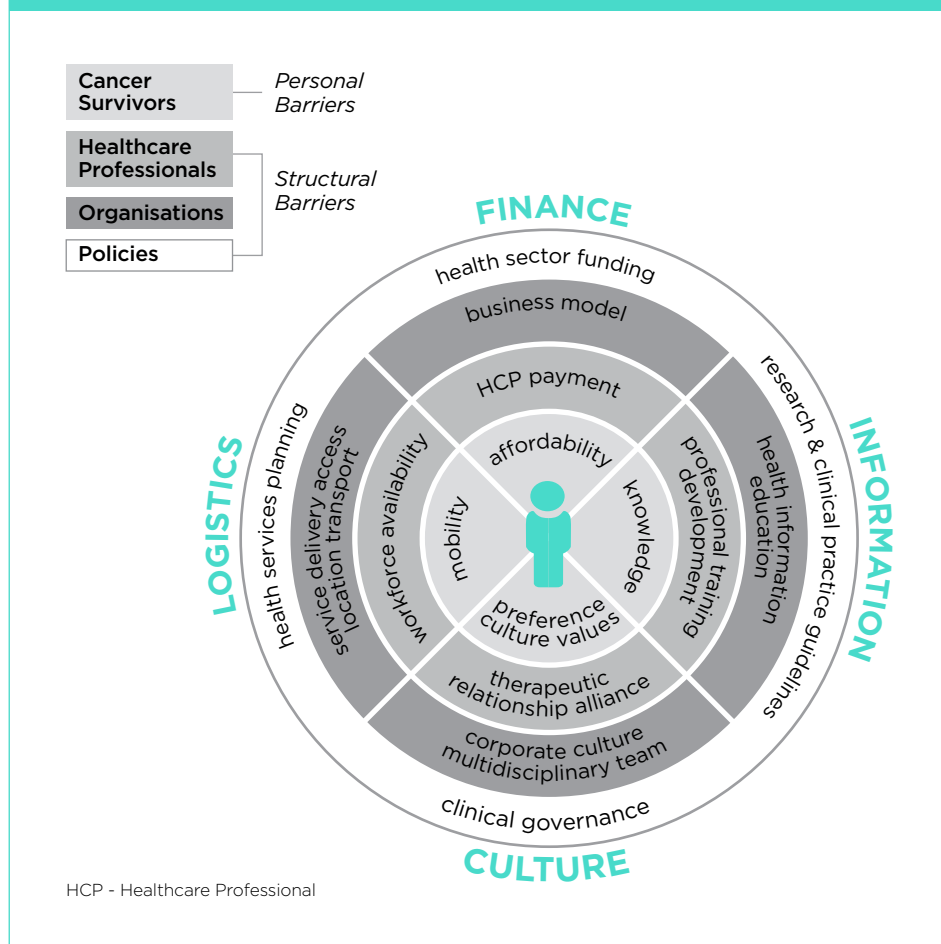 Cancer
Survivors
Personal
Barriers
Healthcare
Professionals
Organisations
Policies
Structural
Barriers
FINANCE
health sector funding
business model
HCP payment
affordability
INFORMATION
research & clinical practice guidelines
health information
education
professional training
development
knowledge
LOGISTICS
health services planning
service delivery access
location transport
workforce availability
mobility
preference
culture values
therapeutic
relationship alliance
corporate culture
multidisciplinary team
clinical governance
CULTURE
HCP - Healthcare Professional